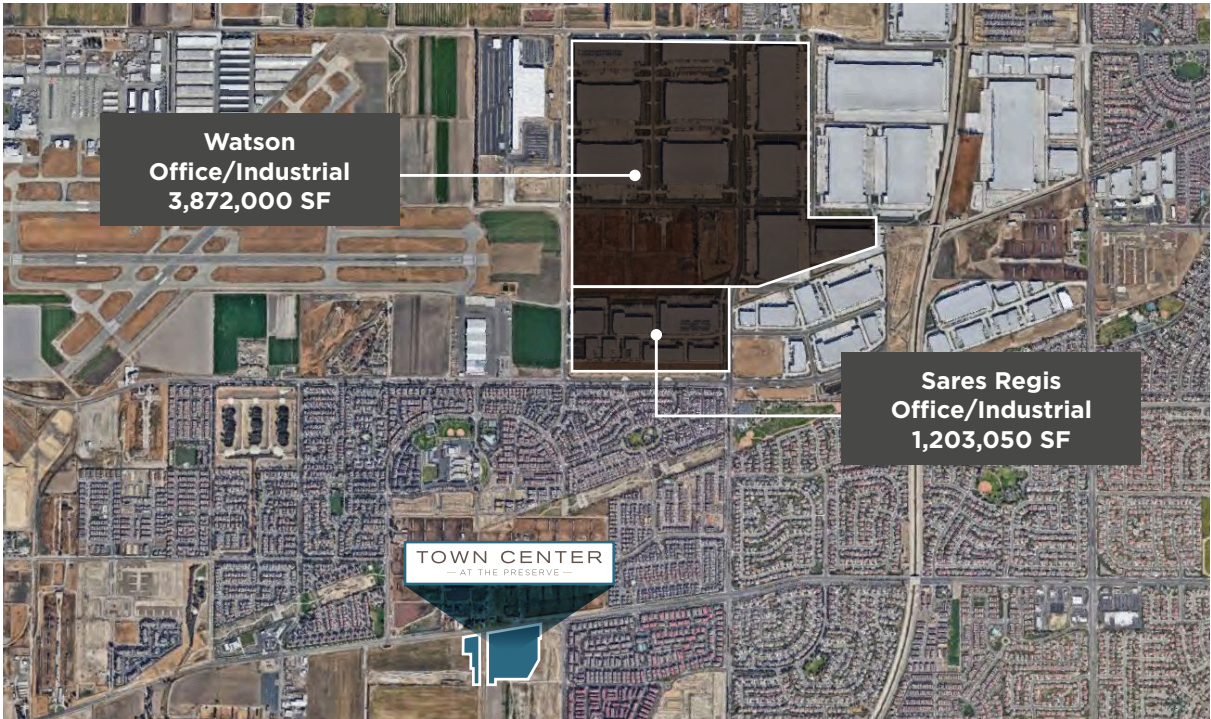 Watson
Office/Industrial
3,872,000 SF
Sares Regis
Office/Industrial
1,203,050 SF
TOWN CENTER
— AT THE PRESERVE —